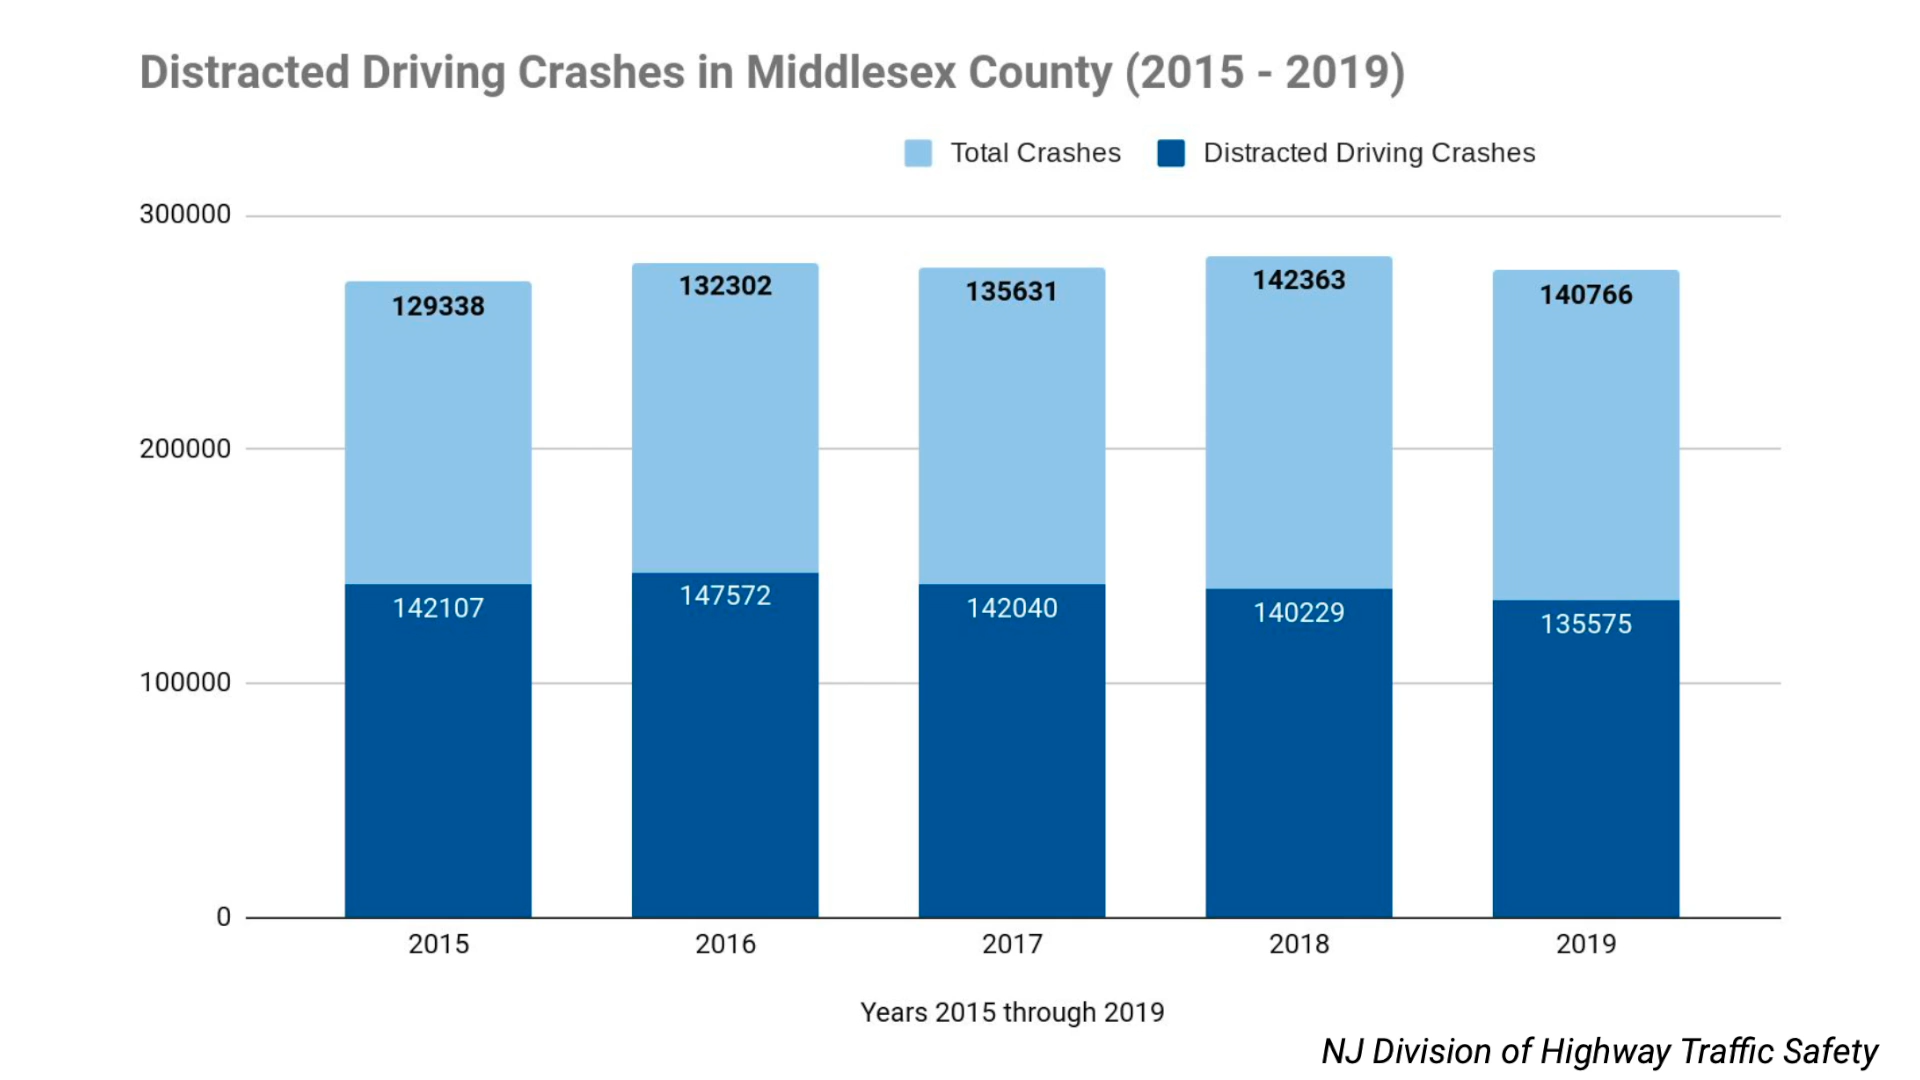 Distracted Driving Crashes in Middlesex County (2015 - 2019)
Total Crashes Distracted Driving Crashes
300000
129338 132302 135631 142363 140766
200000
142107 147572 142040 140229 135575
100000
0
2015 2016 2017 2018 2019
Years 2015 through 2019
NJ Division of Highway Traffic Safety